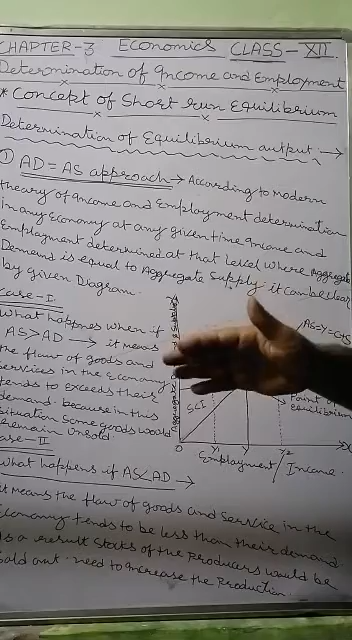 CHAPTER-3 Economics CLASS-XII
Determination of Income and Employment
* Concept of Short run Equilibrium
Determination of Equilibrium output →
① AD = AS approach → According to Modern
theory of Income and Employment determination
in any Economy at any given time Income and
Employment determined at that Level where Aggregate
Demand is equal to Aggregate Supply it can be clear
by given Diagram.
Case-I
What happnes when if
AS>AD → it means
the flow of goods and
services in the Economy
tends to exceeds their
demand. because in this
situation some goods would
Remain unsold.
Case-II
What happens if AS<AD →
it means the flow of goods and Service in the
Economy tends to be less than their demand.
as a result stocks of the producers would be
sold out. need to increase the Production.
AS=Y=C+S
Point of
equilibrium
S<I
O
Y1
Y
Y2
X
Employment / Income